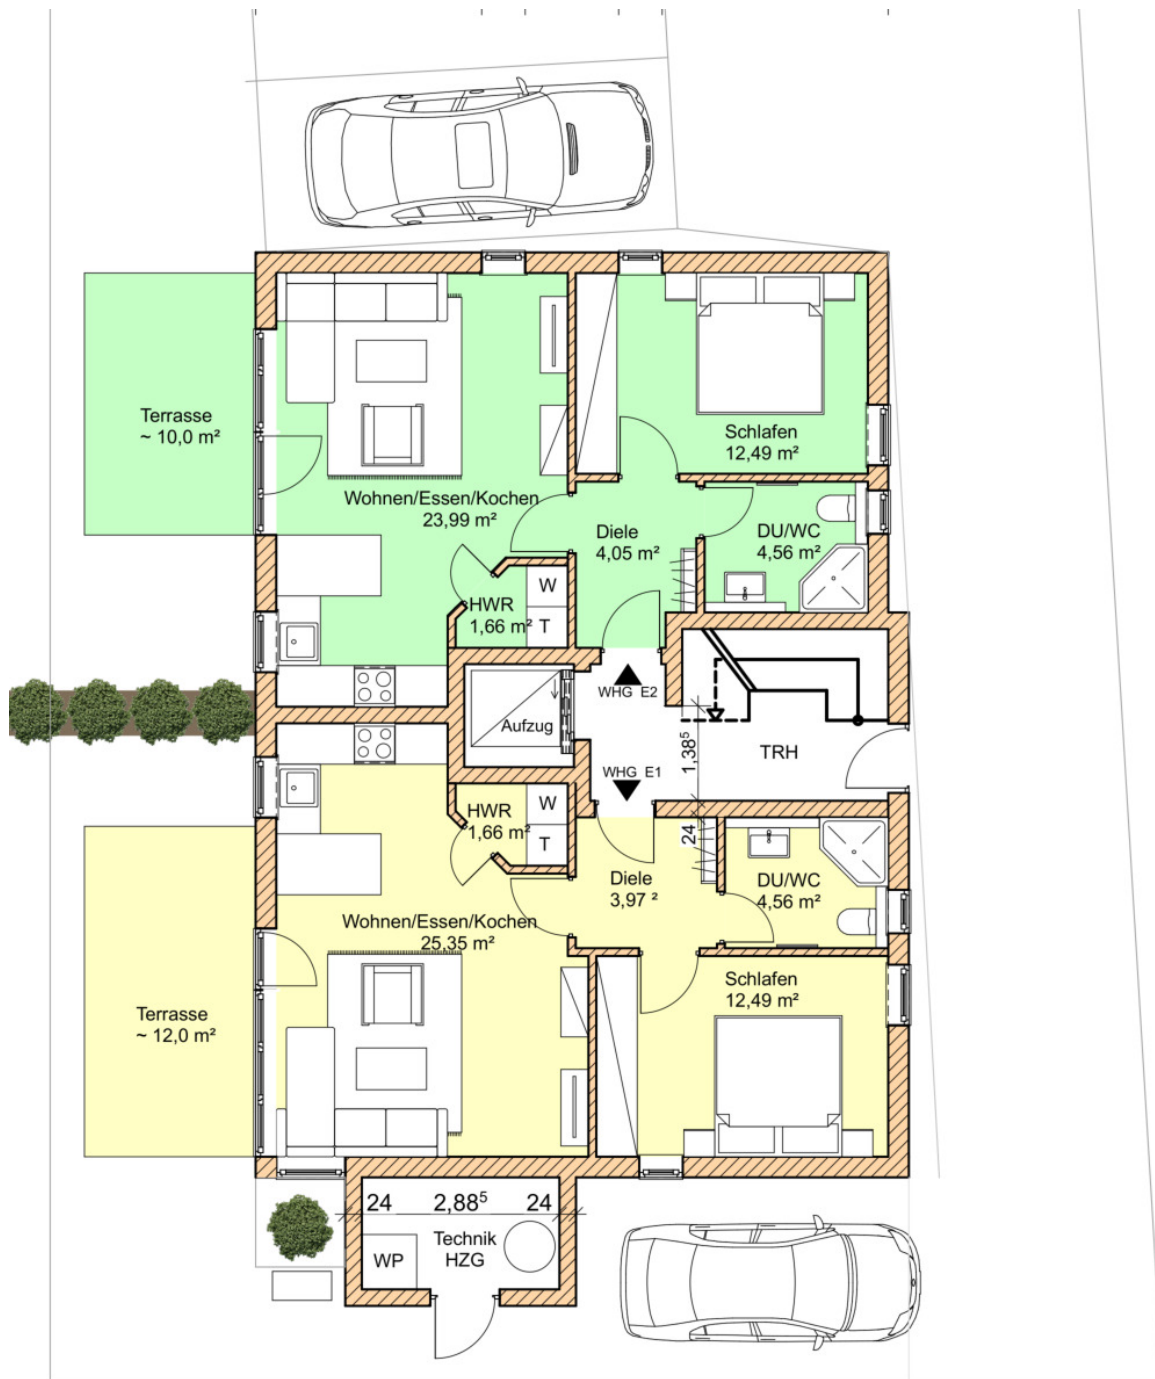 Terrasse
~ 10,0 m²
Schlafen
12,49 m²
Wohnen/Essen/Kochen
23,99 m²
Diele
4,05 m²
DU/WC
4,56 m²
W
HWR
1,66 m²
T
WHG E2
Aufzug
1,38⁵
TRH
WHG E1
HWR
1,66 m²
W
T
24
Diele
3,97 ²
DU/WC
4,56 m²
Wohnen/Essen/Kochen
25,35 m²
Schlafen
12,49 m²
Terrasse
~ 12,0 m²
24
2,88⁵
24
Technik
HZG
WP